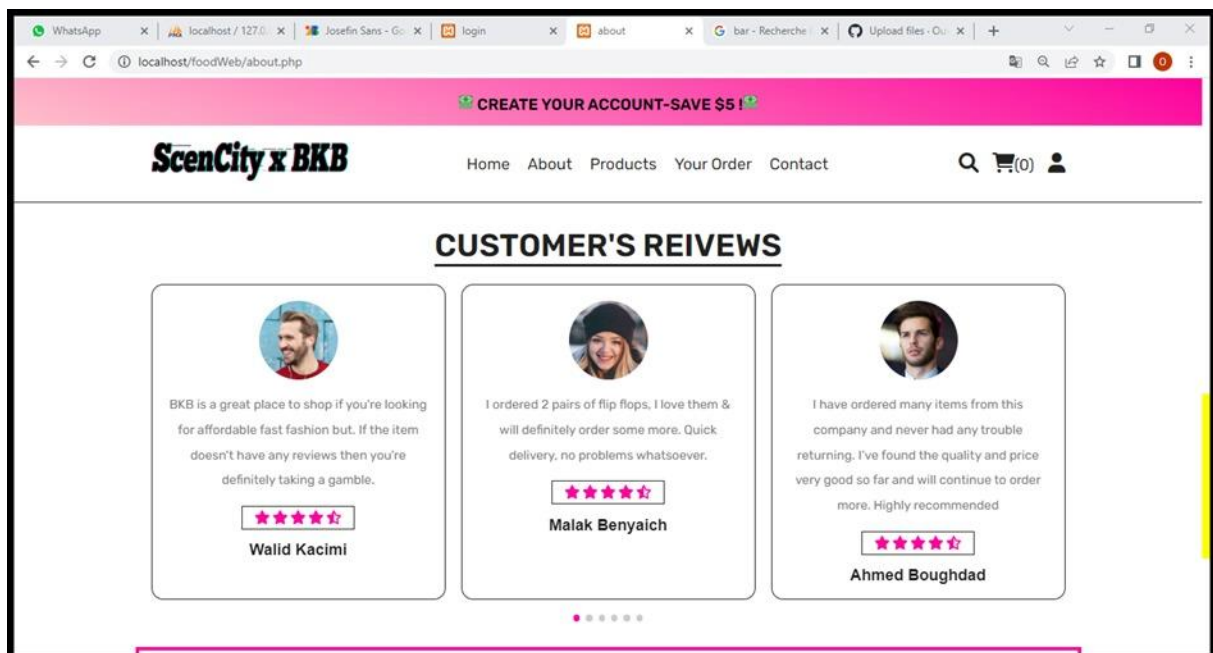 WhatsApp
localhost / 127.0.
Josefin Sans - Go
login
about
bar - Recherche
Upload files · Ou
localhost/foodWeb/about.php
O
CREATE YOUR ACCOUNT-SAVE $5 !
ScenCity x BKB
Home About Products Your Order Contact
(0)
CUSTOMER'S REIVEWS
BKB is a great place to shop if you're looking
for affordable fast fashion but. If the item
doesn't have any reviews then you're
definitely taking a gamble.
Walid Kacimi
I ordered 2 pairs of flip flops, I love them &
will definitely order some more. Quick
delivery, no problems whatsoever.
Malak Benyaich
I have ordered many items from this
company and never had any trouble
returning. I've found the quality and price
very good so far and will continue to order
more. Highly recommended
Ahmed Boughdad